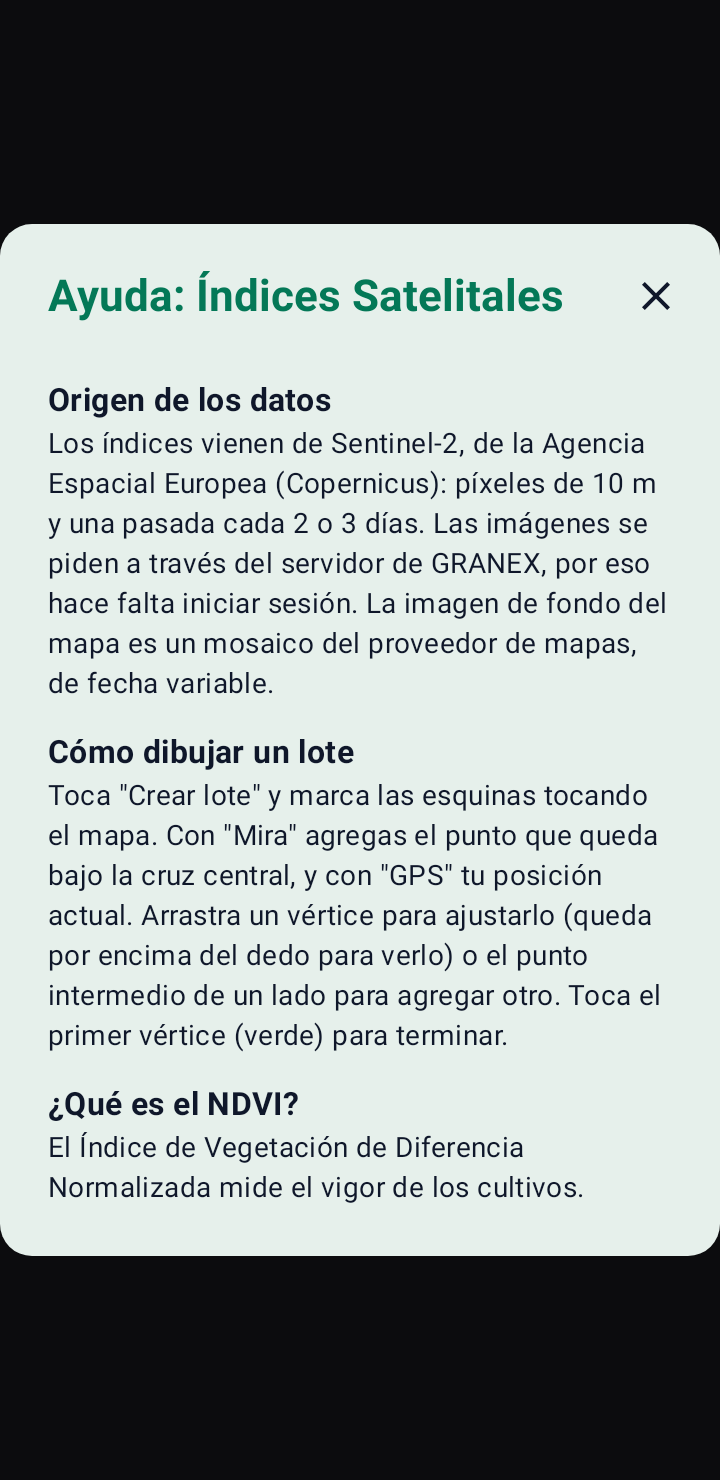 Ayuda: Índices Satelitales
Origen de los datos
Los índices vienen de Sentinel-2, de la Agencia
Espacial Europea (Copernicus): píxeles de 10 m
y una pasada cada 2 o 3 días. Las imágenes se
piden a través del servidor de GRANEX, por eso
hace falta iniciar sesión. La imagen de fondo del
mapa es un mosaico del proveedor de mapas,
de fecha variable.
Cómo dibujar un lote
Toca "Crear lote" y marca las esquinas tocando
el mapa. Con "Mira" agregas el punto que queda
bajo la cruz central, y con "GPS" tu posición
actual. Arrastra un vértice para ajustarlo (queda
por encima del dedo para verlo) o el punto
intermedio de un lado para agregar otro. Toca el
primer vértice (verde) para terminar.
¿Qué es el NDVI?
El Índice de Vegetación de Diferencia
Normalizada mide el vigor de los cultivos.